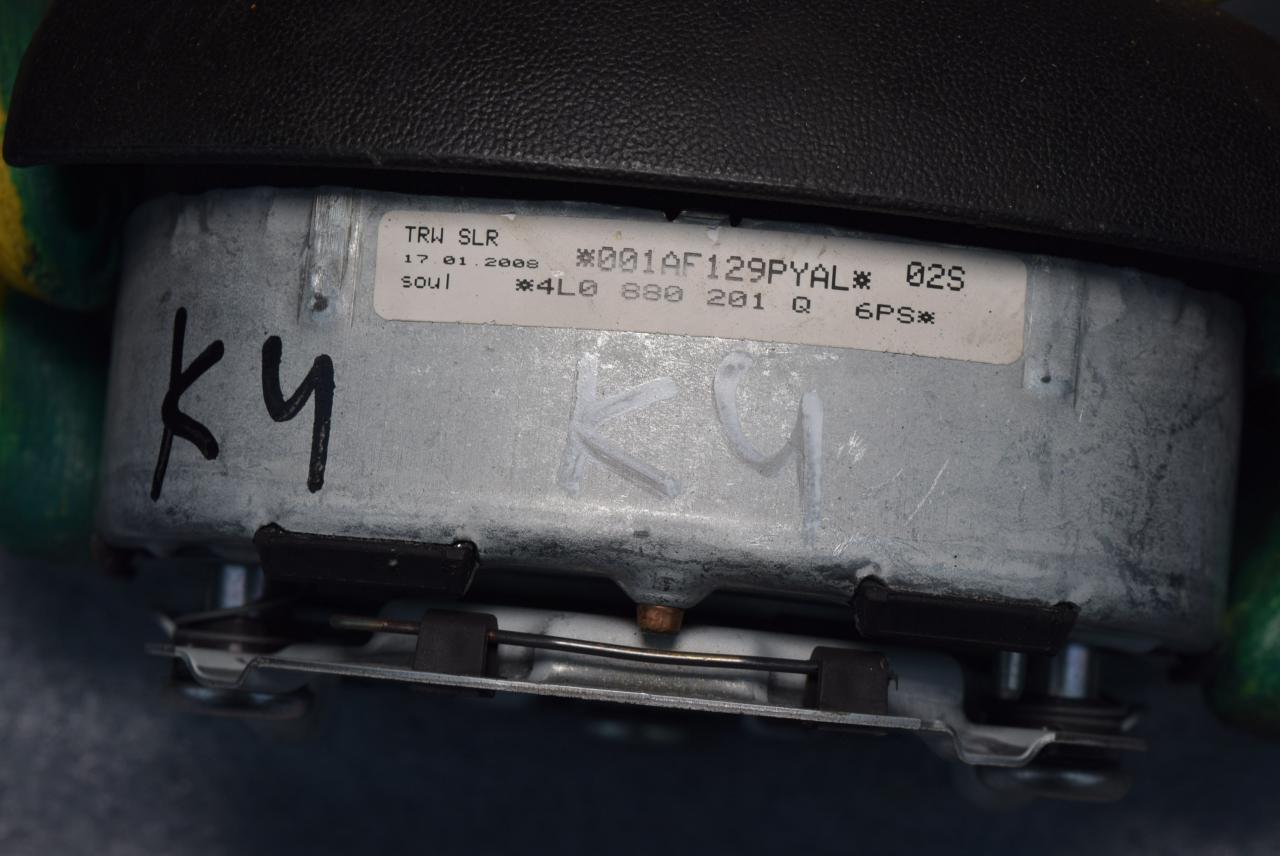 TRW SLR
17.01.2008 *001AF129PYAL* 02S
soul *4L0 880 201 Q 6PS*
КЧ КЧ